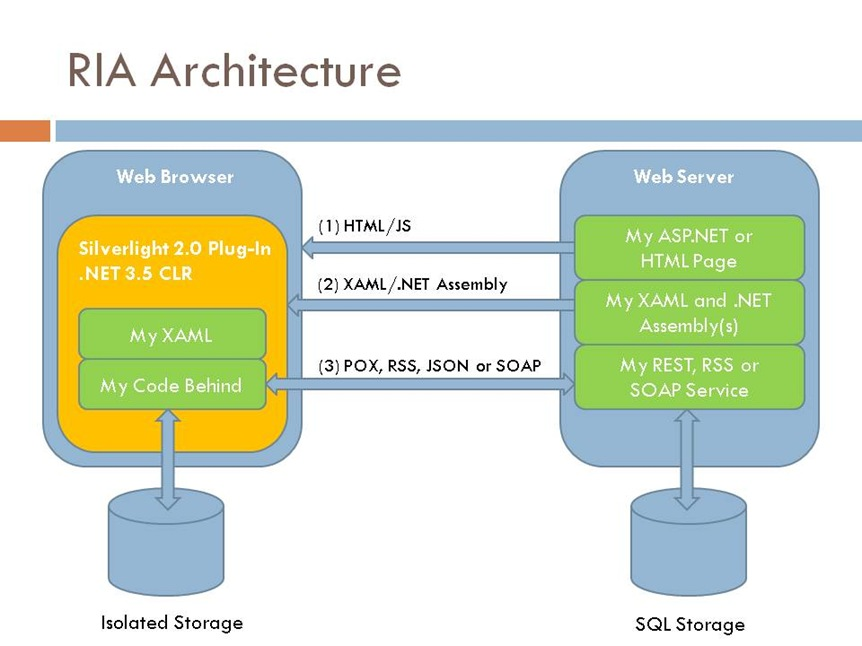 RIA Architecture
Web Browser
Silverlight 2.0 Plug-In
.NET 3.5 CLR
My XAML
My Code Behind
(1) HTML/JS
(2) XAML/.NET Assembly
(3) POX, RSS, JSON or SOAP
Web Server
My ASP.NET or
HTML Page
My XAML and .NET
Assembly(s)
My REST, RSS or
SOAP Service
Isolated Storage
SQL Storage